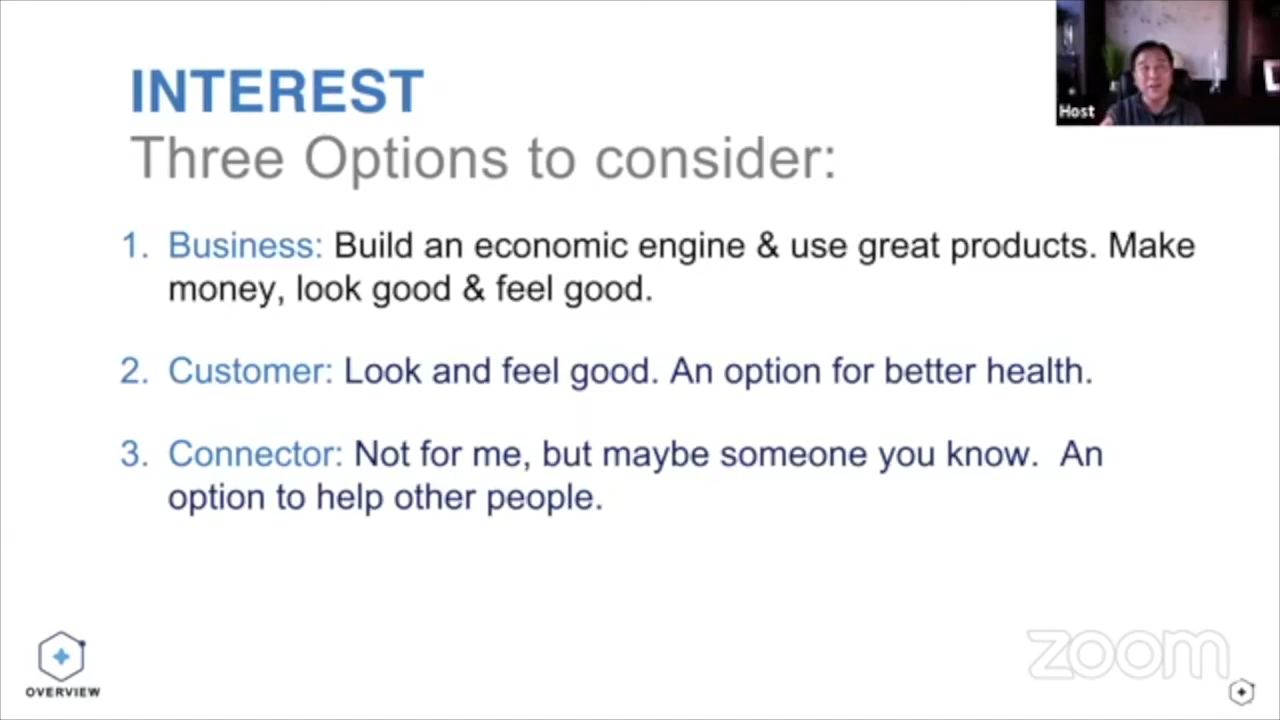 INTEREST
Three Options to consider:
1. Business: Build an economic engine & use great products. Make
money, look good & feel good.
2. Customer: Look and feel good. An option for better health.
3. Connector: Not for me, but maybe someone you know.  An
option to help other people.
Host
OVERVIEW
zoom